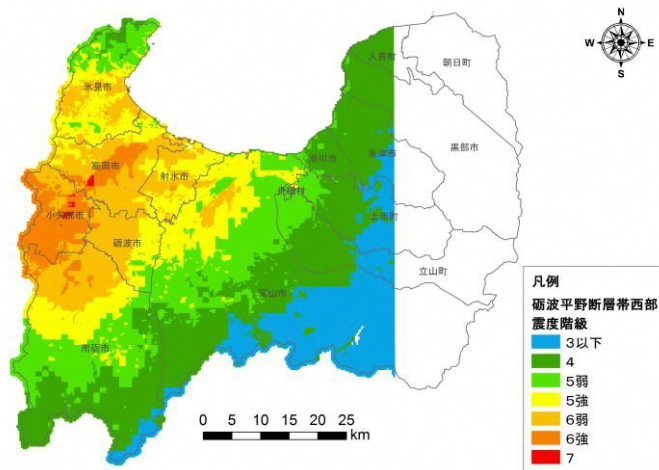 N
W
E
S
入善町
朝日町
氷見市
黒部市
魚津市
高岡市
射水市
滑川市
舟橋村
小矢部市
上市町
砺波市
立山町
富山市
南砺市
凡例
砺波平野断層帯西部
震度階級
3以下
4
5弱
5強
6弱
6強
7
0 5 10 15 20 25
km